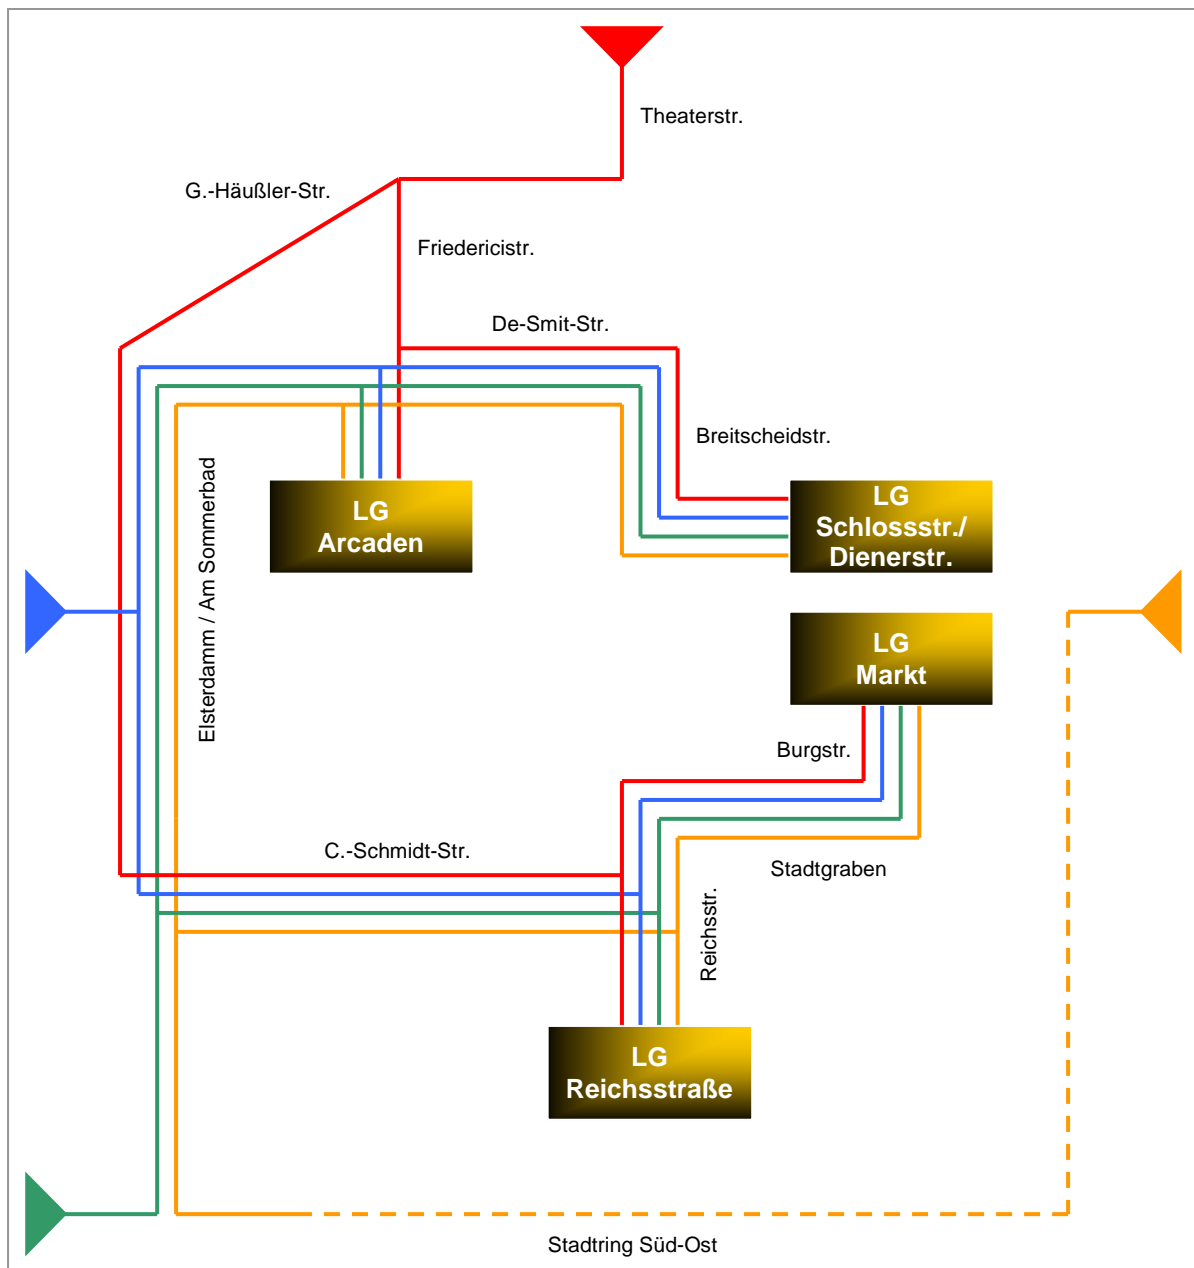 Theaterstr.
G.-Häußler-Str.
Friedericistr.
De-Smit-Str.
Breitscheidstr.
Elsterdamm / Am Sommerbad
LG
Arcaden
LG
Schlossstr./
Dienerstr.
LG
Markt
Burgstr.
C.-Schmidt-Str.
Stadtgraben
Reichsstr.
LG
Reichsstraße
Stadtring Süd-Ost